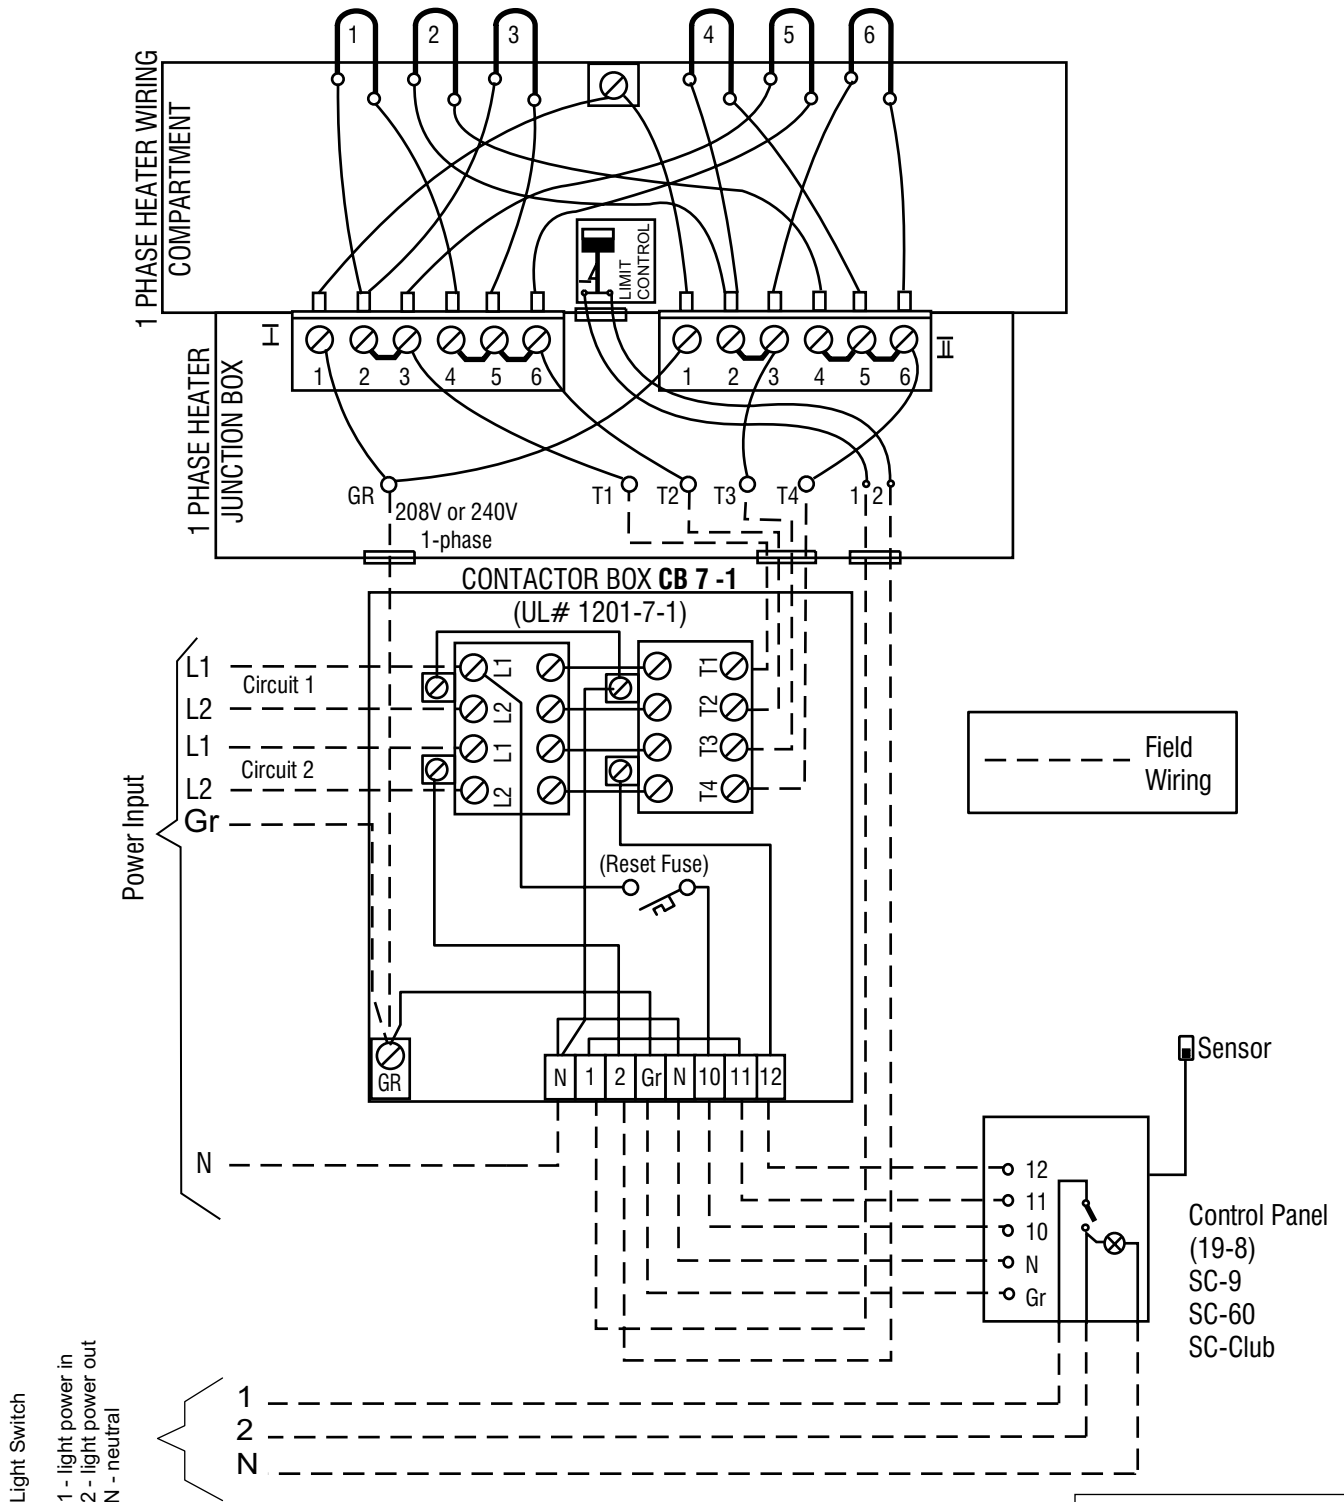 1 2 3 4 5 6
1 PHASE HEATER WIRING
COMPARTMENT
LIMIT
CONTROL
1 PHASE HEATER
JUNCTION BOX
I
1 2 3 4 5 6
II
1 2 3 4 5 6
GR
T1 T2 T3 T4 1 2
208V or 240V
1-phase
CONTACTOR BOX CB 7 -1
(UL# 1201-7-1)
Power Input
L1
Circuit 1
L2
L1
Circuit 2
L2
Gr
N
L1
L2
L1
L2
T1
T2
T3
T4
(Reset Fuse)
GR
N 1 2 Gr N 10 11 12
Field
Wiring
Sensor
12
11
10
N
Gr
Control Panel
(19-8)
SC-9
SC-60
SC-Club
Light Switch
1 - light power in
2 - light power out
N - neutral
1
2
N